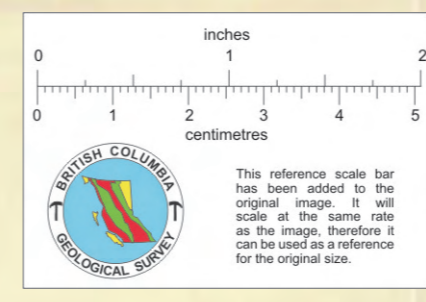 inches
0 1 2
0 1 2 3 4 5
centimetres
BRITISH COLUMBIA
GEOLOGICAL SURVEY
This reference scale bar
has been added to the
original image. It will
scale at the same rate
as the image, therefore it
can be used as a reference
for the original size.